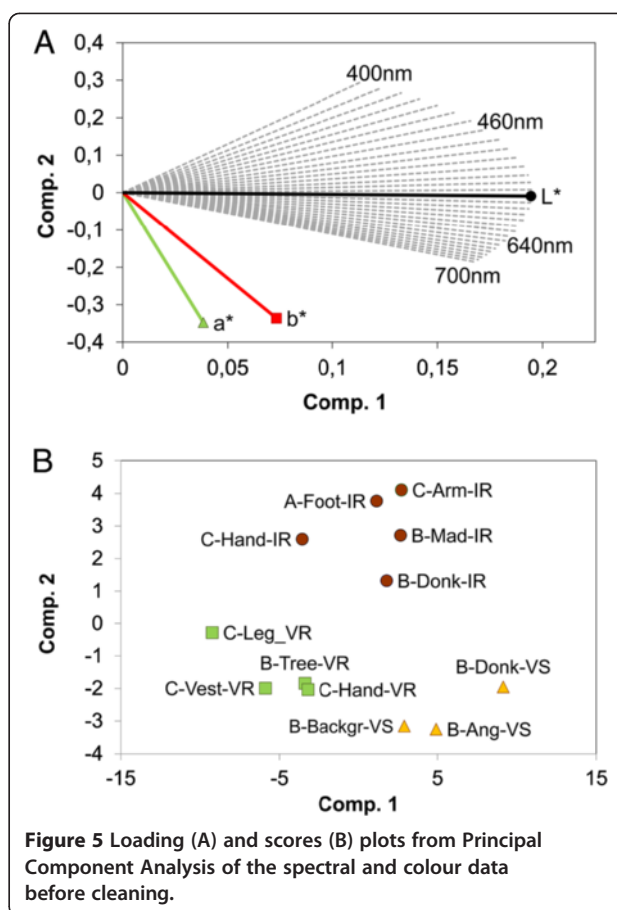 A
0,4
0,3
0,2
0,1
0
-0,1
-0,2
-0,3
-0,4
Comp. 2
400nm
460nm
L*
640nm
700nm
a*
b*
0
0,05
0,1
0,15
0,2
Comp. 1
B
5
4
3
2
1
0
-1
-2
-3
-4
Comp. 2
C-Arm-IR
A-Foot-IR
C-Hand-IR
B-Mad-IR
B-Donk-IR
C-Leg_VR
B-Tree-VR
B-Donk-VS
C-Vest-VR
C-Hand-VR
B-Backgr-VS
B-Ang-VS
-15
-5
5
15
Comp. 1
Figure 5 Loading (A) and scores (B) plots from Principal
Component Analysis of the spectral and colour data
before cleaning.